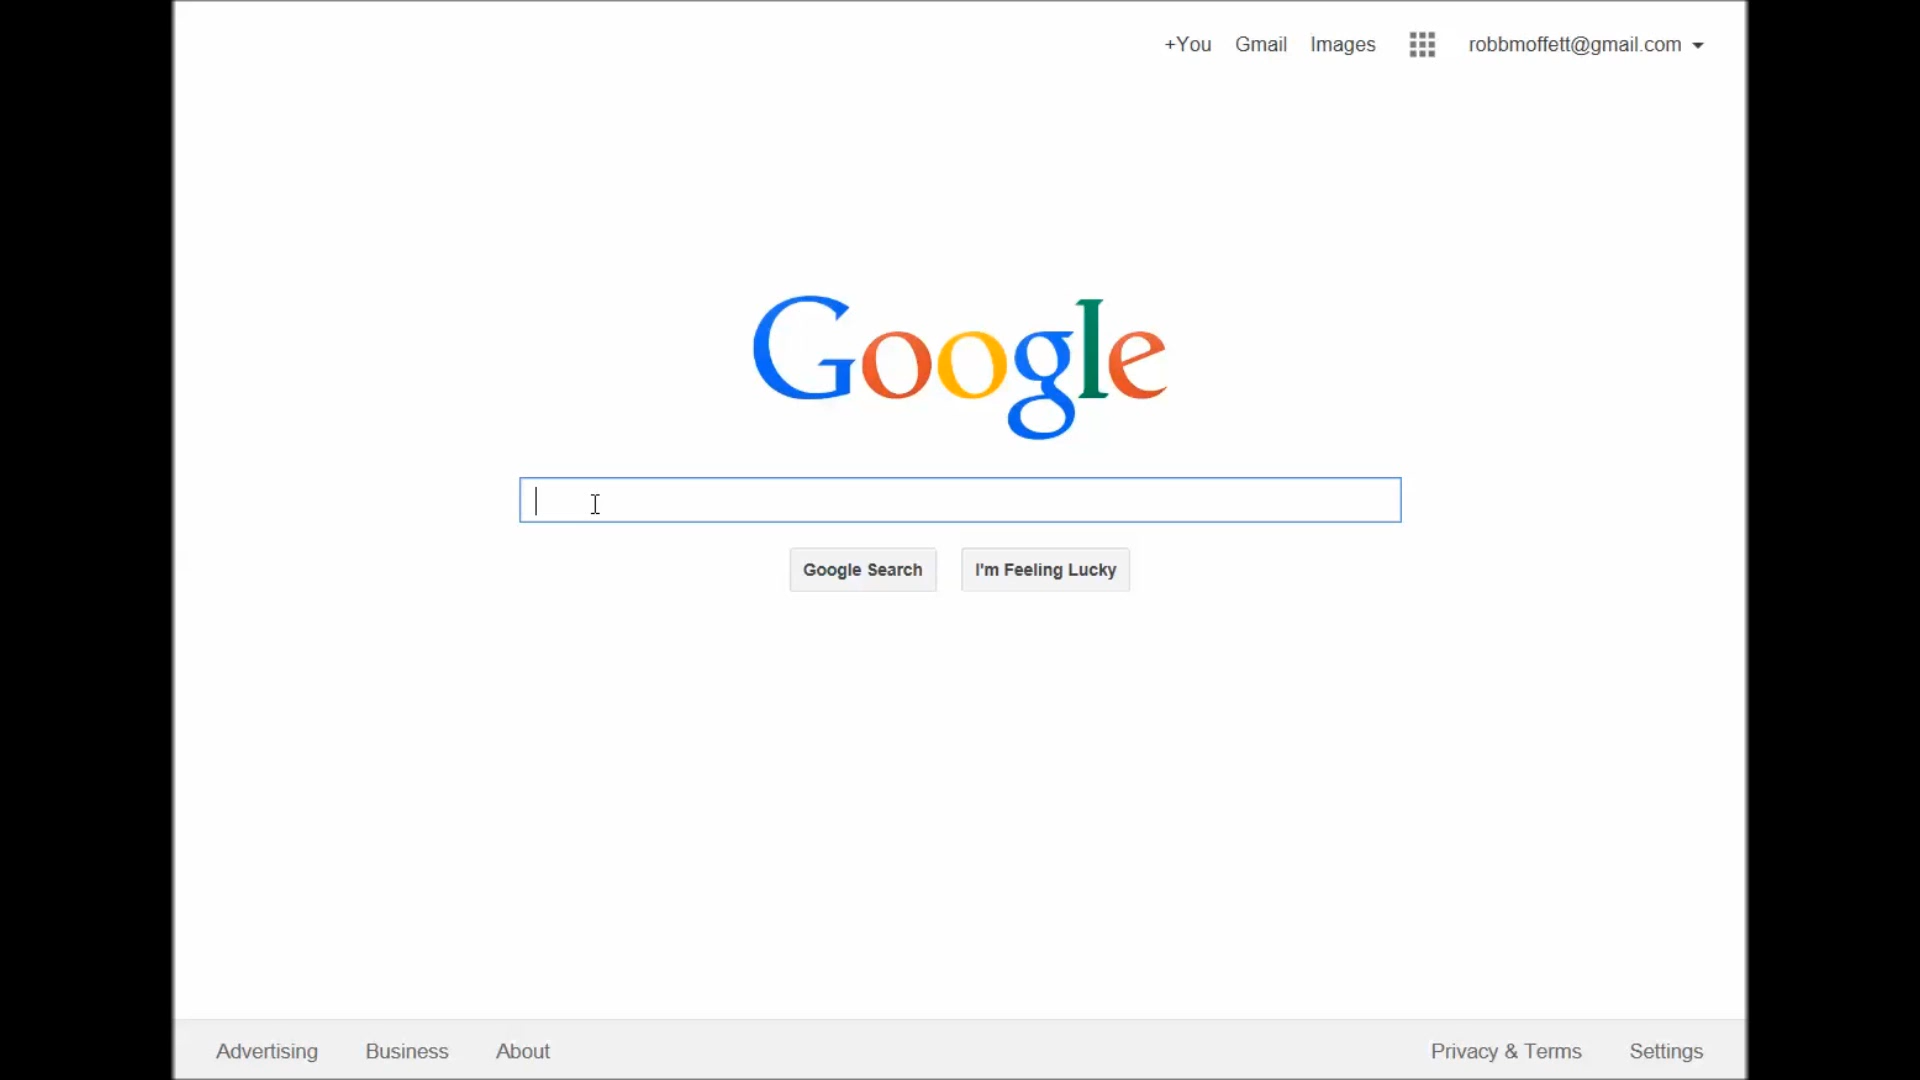 +You Gmail Images robbmoffett@gmail.com
Google
Google Search I'm Feeling Lucky
Advertising Business About Privacy & Terms Settings